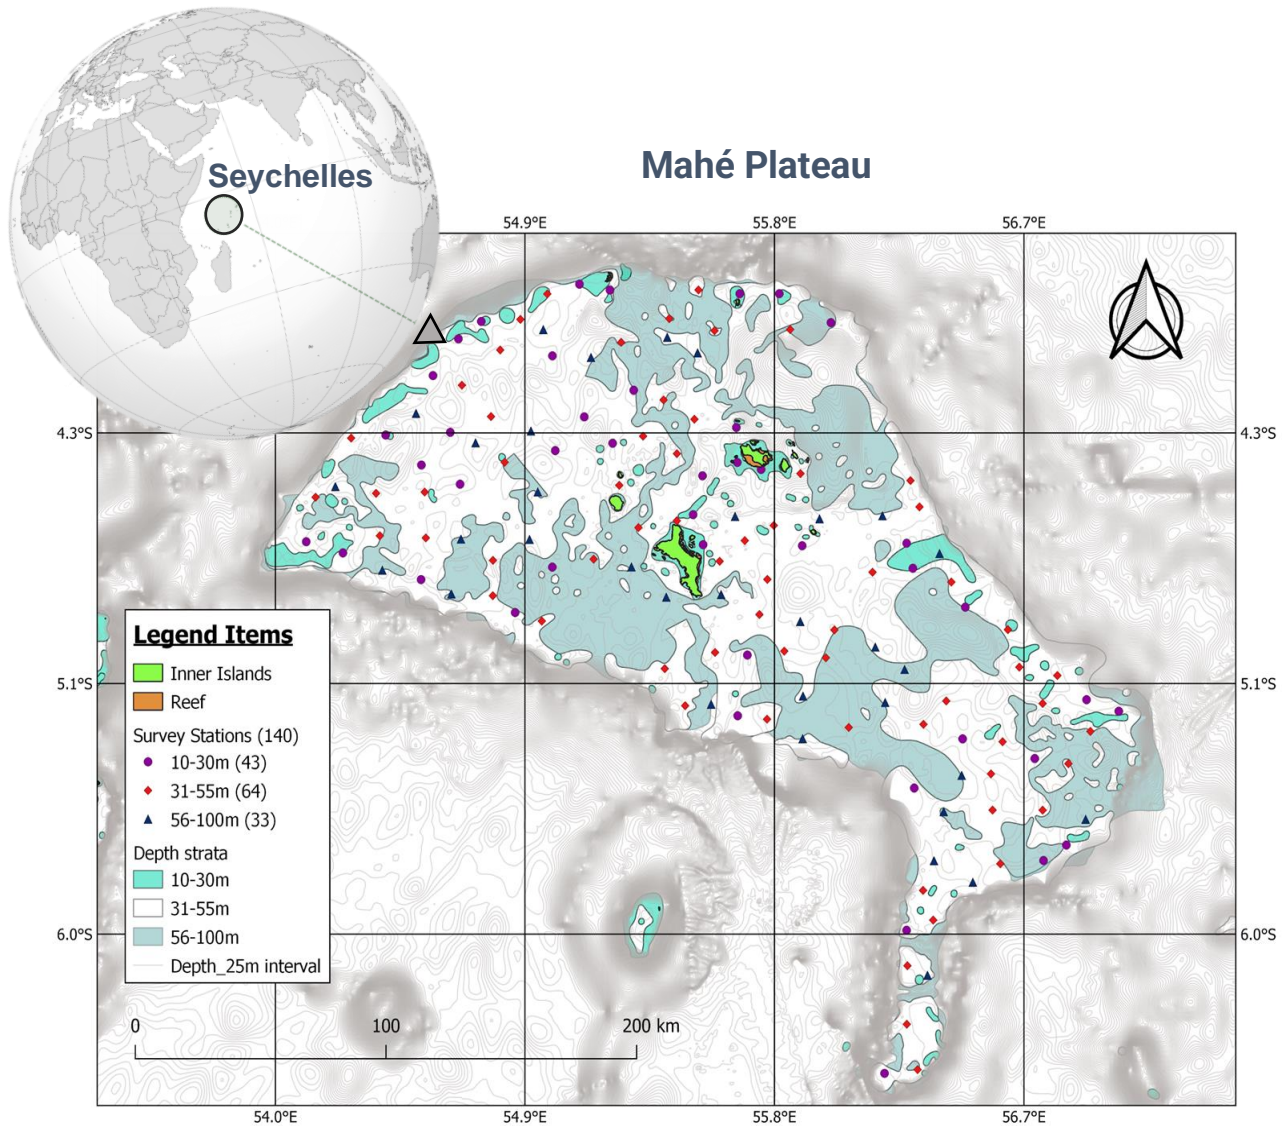 Seychelles
Mahé Plateau
54.9°E
55.8°E
56.7°E
4.3°S
4.3°S
5.1°S
5.1°S
6.0°S
6.0°S
Legend Items
Inner Islands
Reef
Survey Stations (140)
10-30m (43)
31-55m (64)
56-100m (33)
Depth strata
10-30m
31-55m
56-100m
Depth_25m interval
0
100
200 km
54.0°E
54.9°E
55.8°E
56.7°E